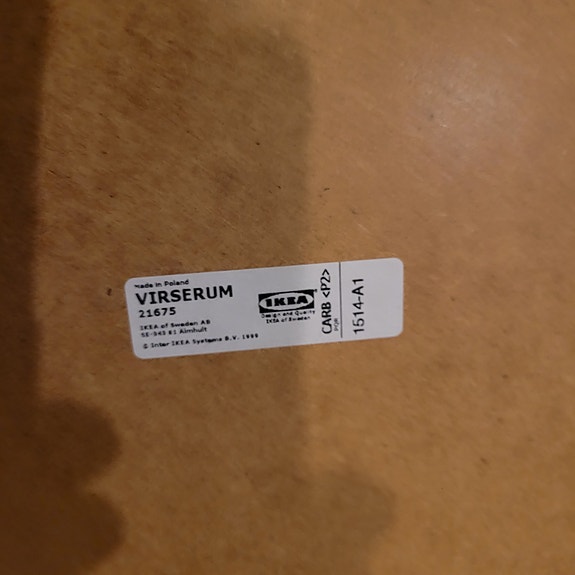 made in Poland
VIRSERUM
21675
IKEA of Sweden AB
SE-343 81 Älmhult
© Inter IKEA Systems B.V. 1999
IKEA
Design and Quality
IKEA of Sweden
CARB <P2>
1514-A1